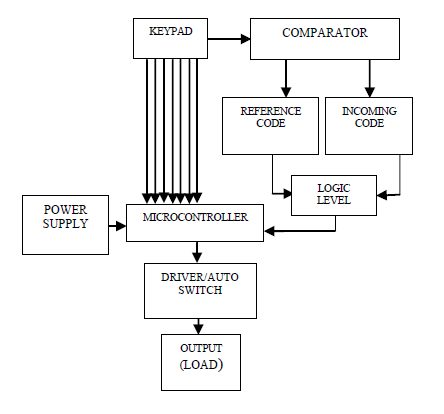 KEYPAD
COMPARATOR
REFERENCE
CODE
INCOMING
CODE
LOGIC
LEVEL
POWER
SUPPLY
MICROCONTROLLER
DRIVER/AUTO
SWITCH
OUTPUT
(LOAD)